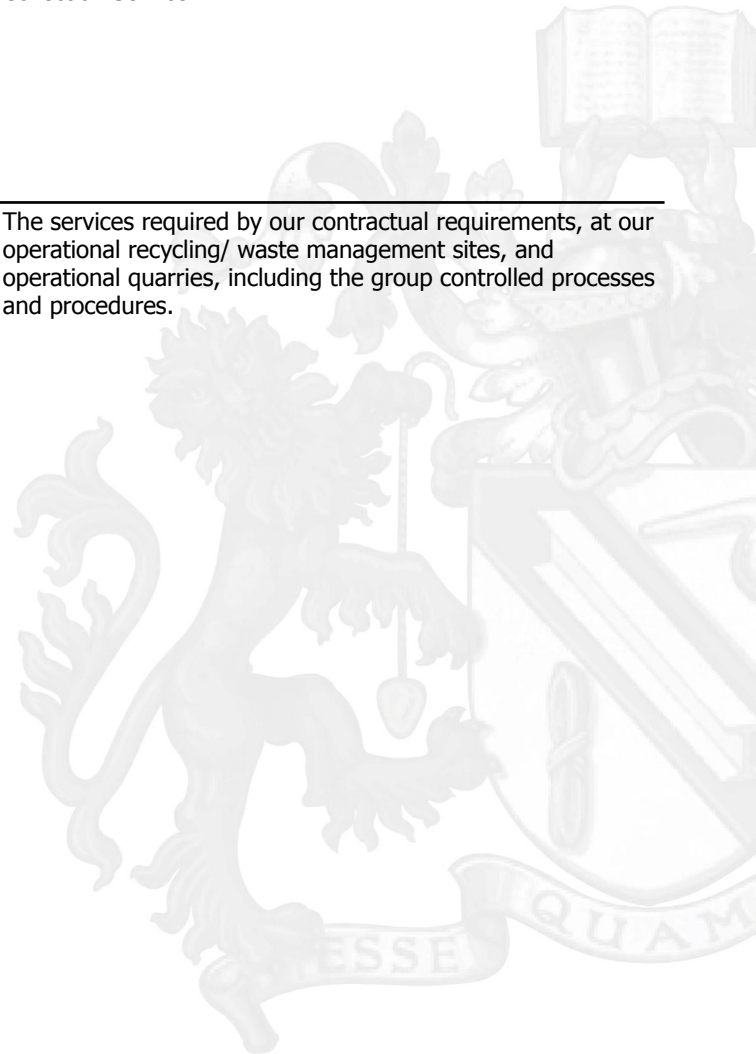 The services required by our contractual requirements, at our
operational recycling/ waste management sites, and
operational quarries, including the group controlled processes
and procedures.
ESSE QUAM